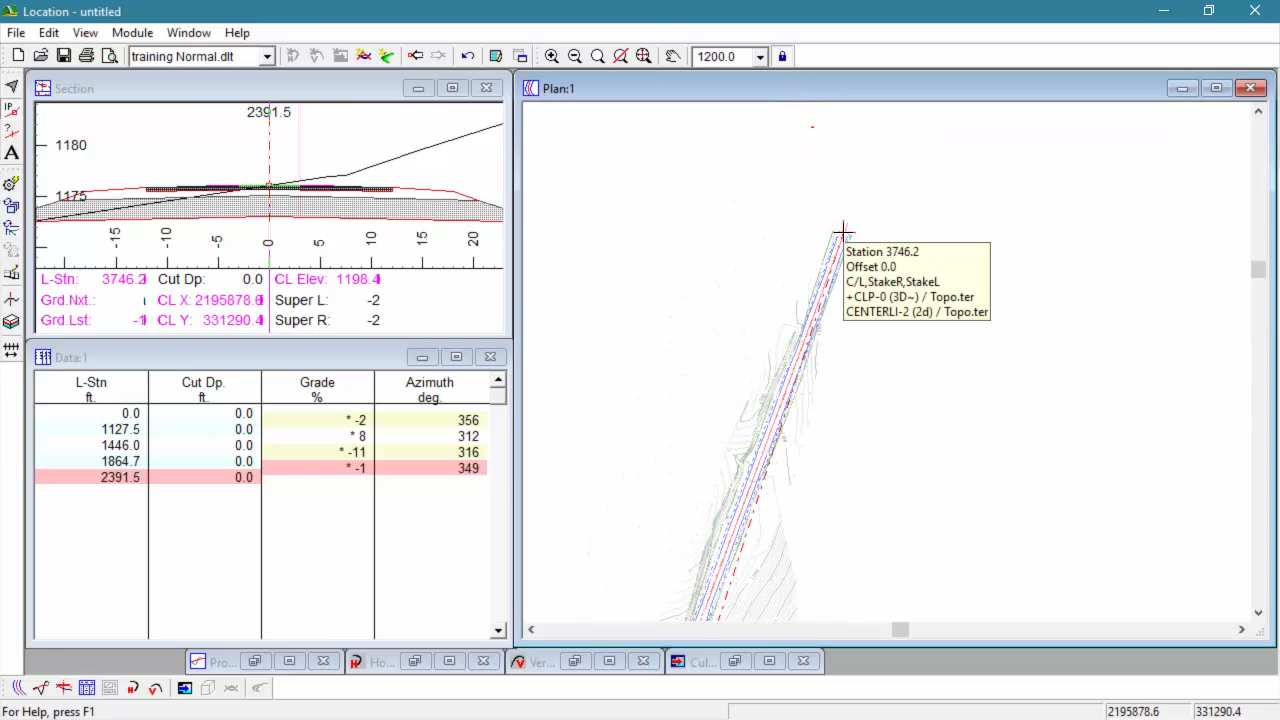 Location - untitled
File Edit View Module Window Help
training Normal.dlt
1200.0
Section
2391.5
1180
1175
-15 -10 -5 0 5 10 15 20
L-Stn: 3746.2 Cut Dp: 0.0 CL Elev: 1198.4
Grd.Nxt.: CL X: 2195878.6 Super L: -2
Grd.Lst: -1 CL Y: 331290.4 Super R: -2
Data:1
L-Stn Cut Dp. Grade Azimuth
ft. ft. % deg.
0.0 0.0
* -2 356
1127.5 0.0
* 8 312
1446.0 0.0
* -11 316
1864.7 0.0
* -1 349
2391.5 0.0
Plan:1
Station 3746.2
Offset 0.0
C/L,StakeR,StakeL
+CLP-0 (3D~) / Topo.ter
CENTERLI-2 (2d) / Topo.ter
Pro... Ho... Ver... Cul...
For Help, press F1
2195878.6 331290.4